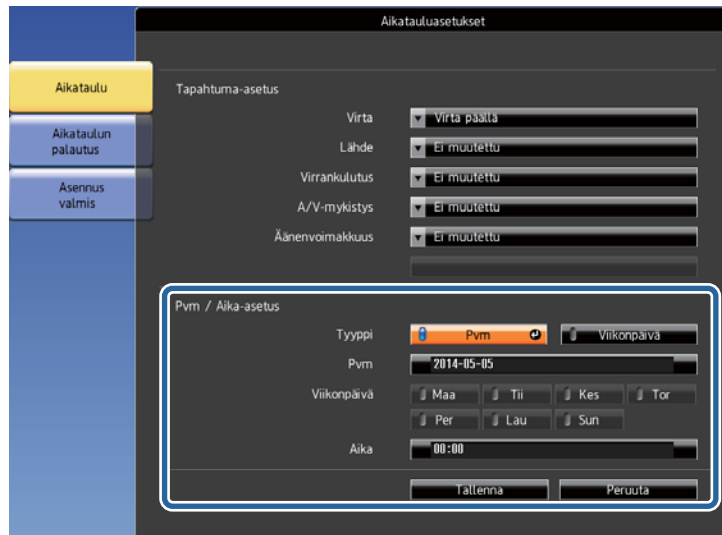 Aikatauluasetukset
Aikataulu
Aikataulun
palautus
Asennus
valmis
Tapahtuma-asetus
Virta Virta päällä
Lähde Ei muutettu
Virrankulutus Ei muutettu
A/V-mykistys Ei muutettu
Äänenvoimakkuus Ei muutettu
Pvm / Aika-asetus
Tyyppi Pvm Viikonpäivä
Pvm 2014-05-05
Viikonpäivä Maa Tii Kes Tor
Per Lau Sun
Aika 00:00
Tallenna Peruuta